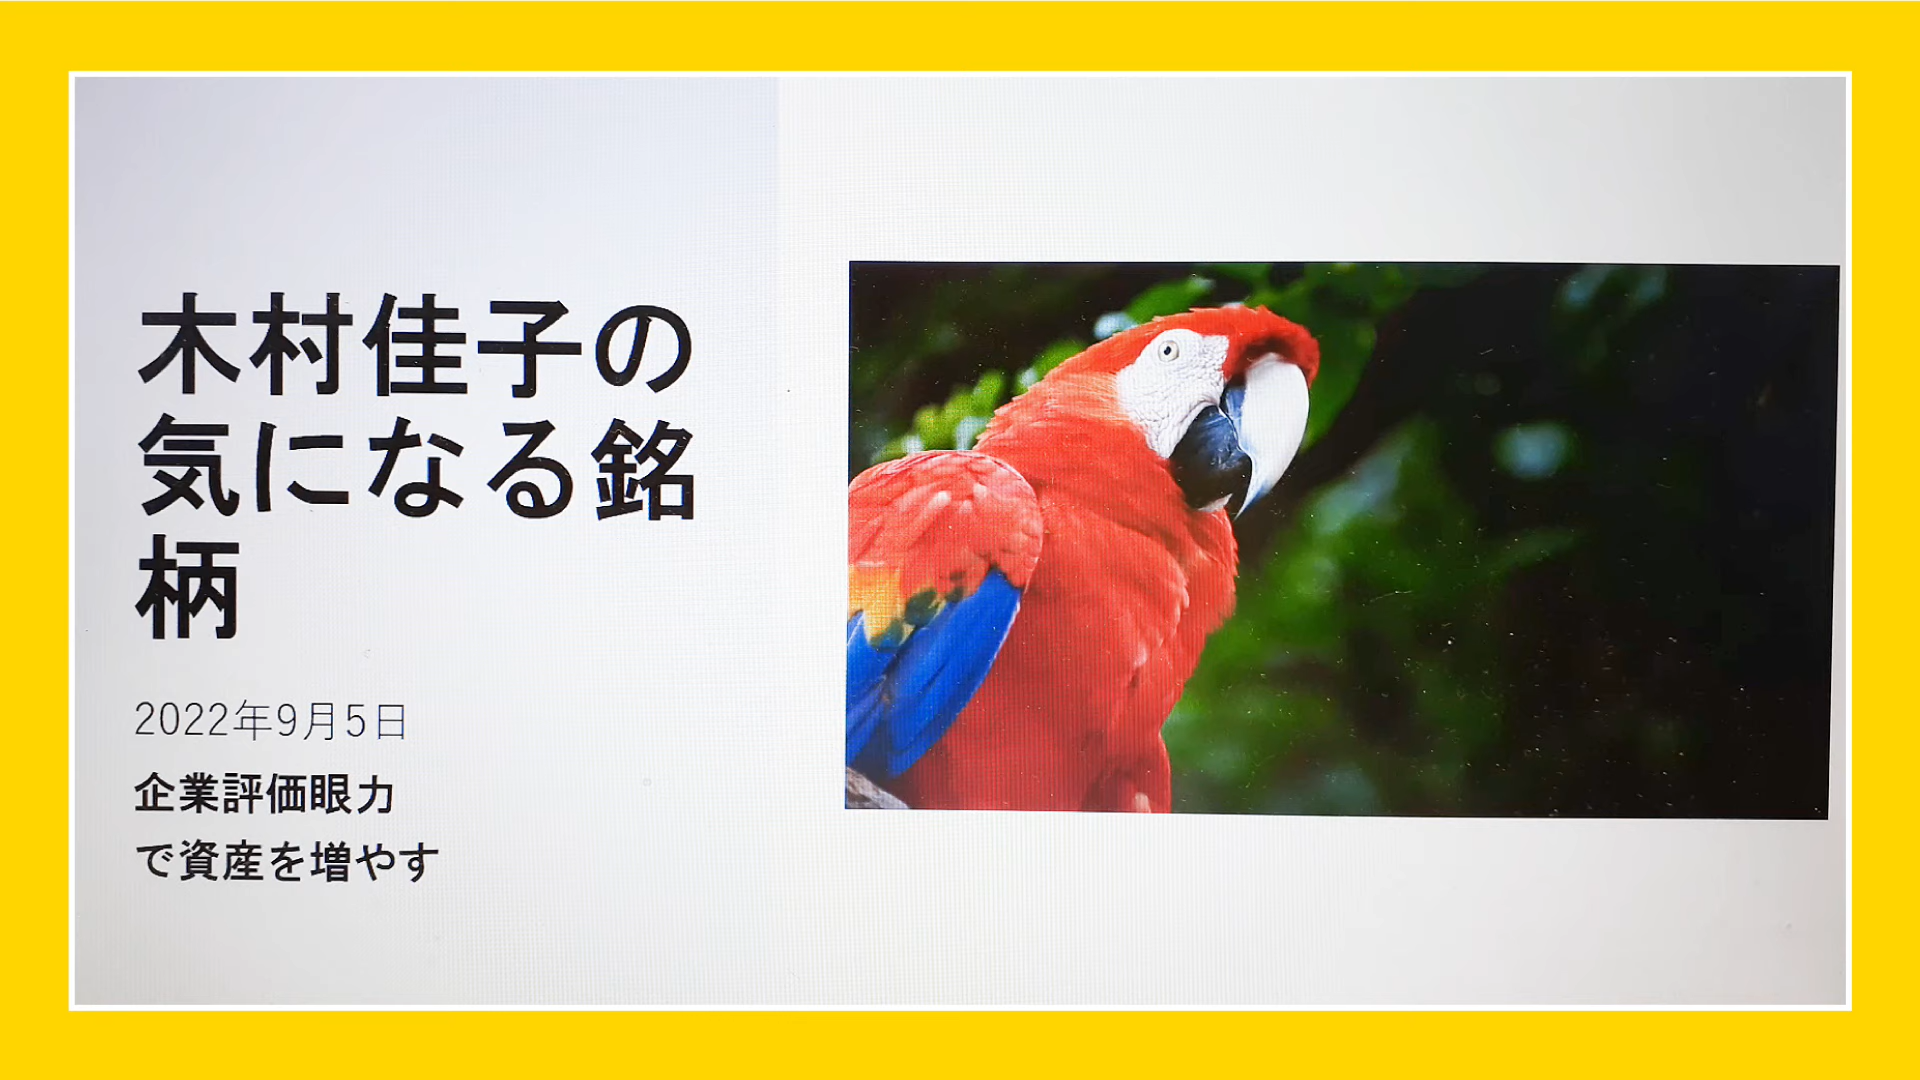 木村佳子の
気になる銘
柄
2022年9月5日
企業評価眼力
で資産を増やす